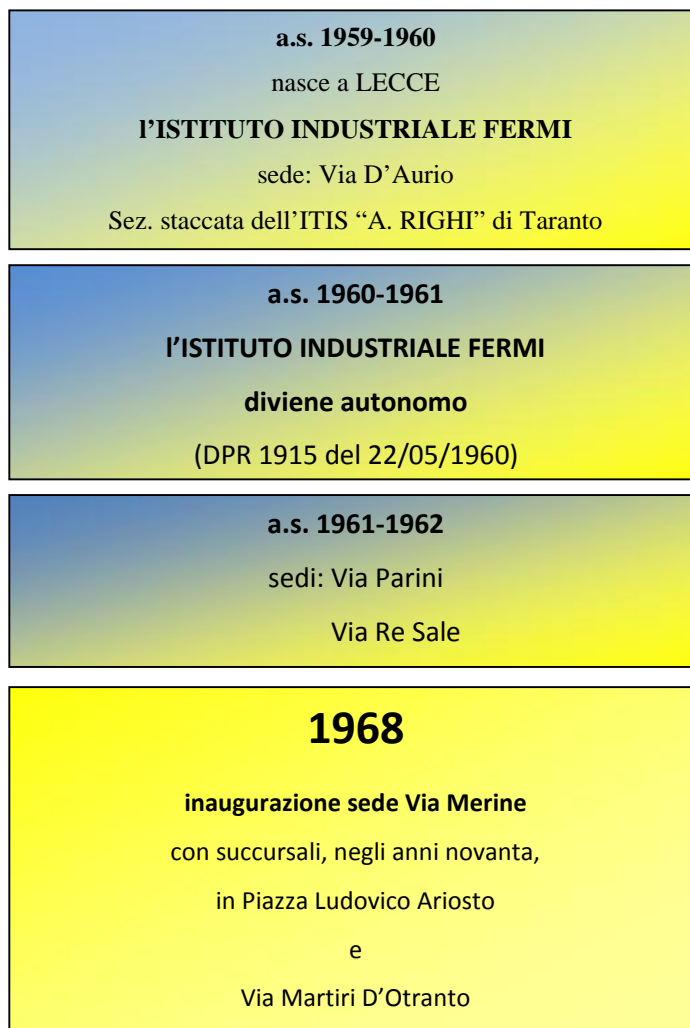 a.s. 1959-1960
nasce a LECCE
l’ISTITUTO INDUSTRIALE FERMI
sede: Via D’Aurio
Sez. staccata dell’ITIS “A. RIGHI” di Taranto
a.s. 1960-1961
l’ISTITUTO INDUSTRIALE FERMI
diviene autonomo
(DPR 1915 del 22/05/1960)
a.s. 1961-1962
sedi: Via Parini
Via Re Sale
1968
inaugurazione sede Via Merine
con succursali, negli anni novanta,
in Piazza Ludovico Ariosto
e
Via Martiri D’Otranto